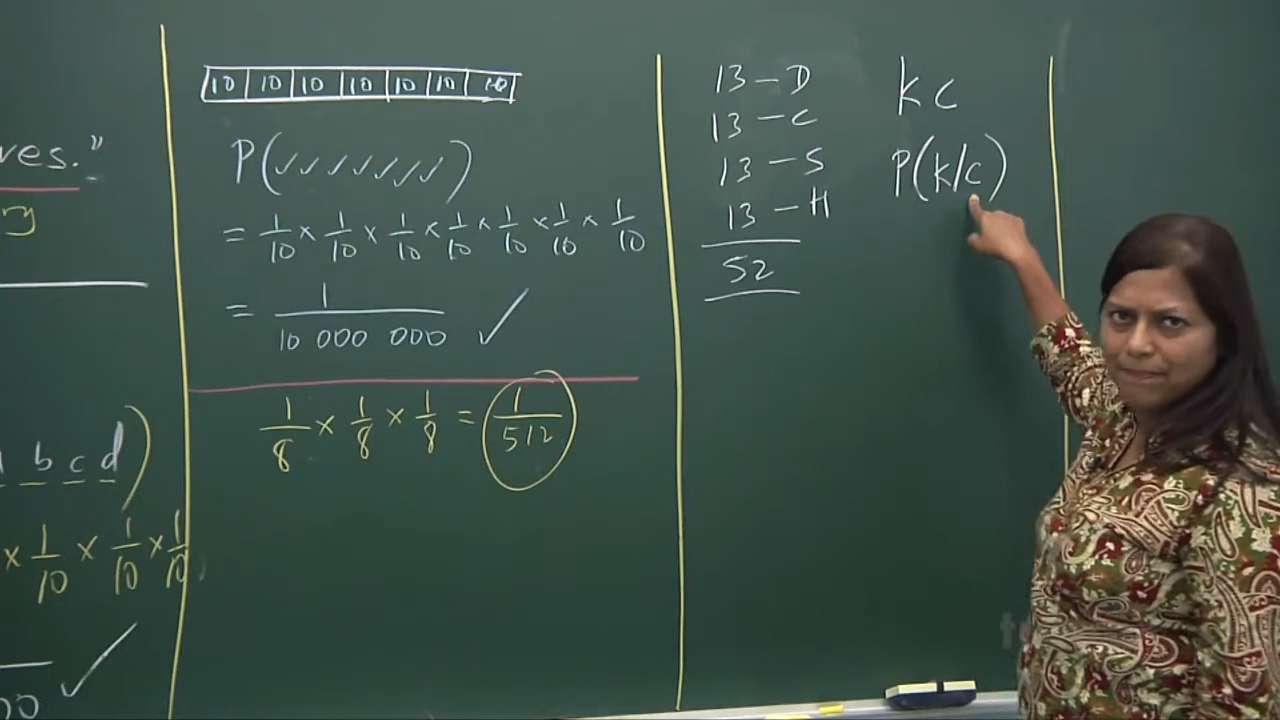 ves."
y
b c d
× 1/10 × 1/10 × 1/10
00 ✓
10 | 10 | 10 | 10 | 10 | 10 | 10
P(✓✓✓✓✓✓✓)
= 1/10 × 1/10 × 1/10 × 1/10 × 1/10 × 1/10 × 1/10
= 1/10 000 000 ✓
1/8 × 1/8 × 1/8 = 1/512
13 – D
13 – C
13 – S
13 – H
52
K C
P(K/C)